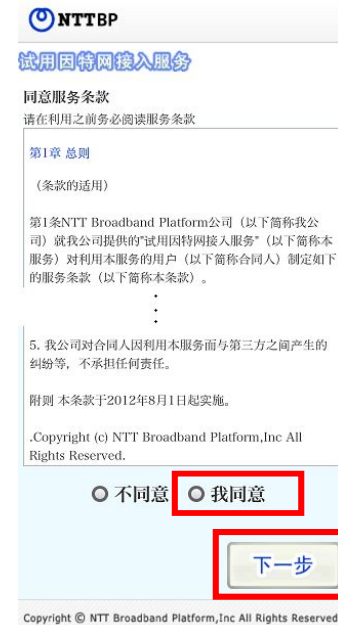 NTTBP
试用因特网接入服务
同意服务条款
请在利用之前务必阅读服务条款
第1章 总则
（条款的适用）
第1条NTT Broadband Platform公司（以下简称我公
司）就我公司提供的"试用因特网接入服务"（以下简称本
服务）对利用本服务的用户（以下简称合同人）制定如下
的服务条款（以下简称本条款）。
5. 我公司对合同人因利用本服务而与第三方之间产生的
纠纷等，不承担任何责任。
附则 本条款于2012年8月1日起实施。
.Copyright (c) NTT Broadband Platform,Inc All
Rights Reserved.
不同意 我同意
下一步
Copyright © NTT Broadband Platform,Inc All Rights Reserved